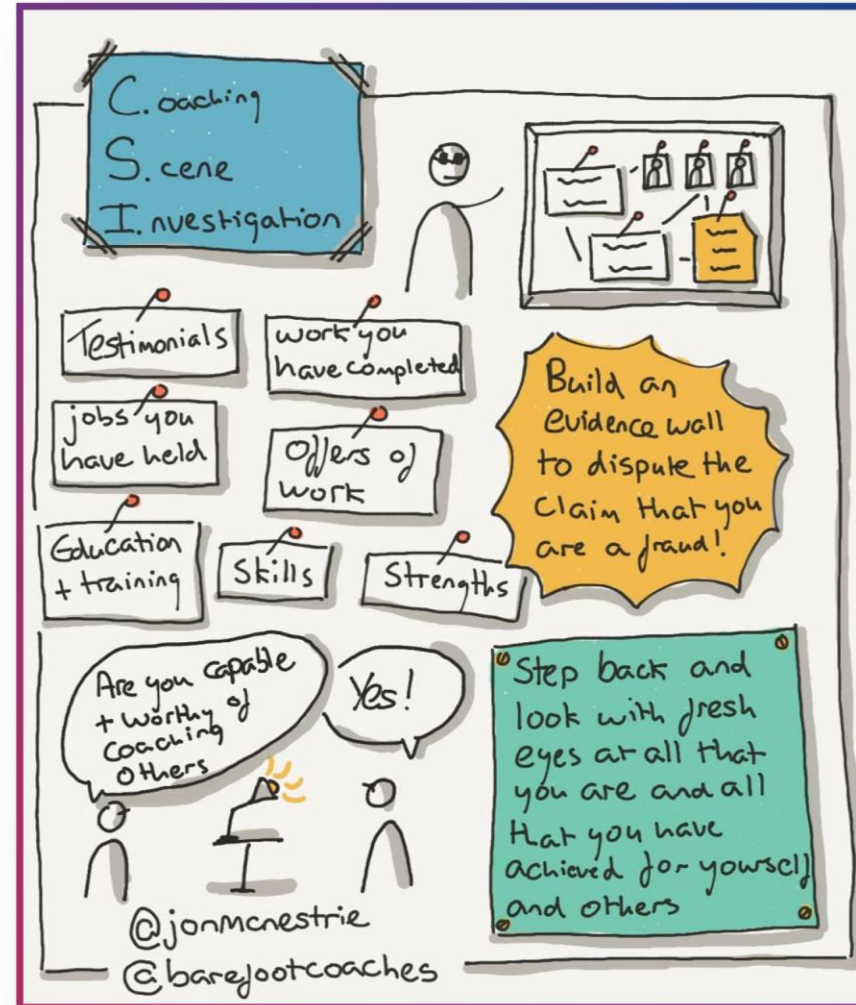 C.oaching
S.cene
I.nvestigation
Testimonials
work you
have completed
jobs you
have held
Offers of
work
Education
+ training
Skills
Strengths
Build an
evidence wall
to dispute the
claim that you
are a fraud!
Are you capable
+ worthy of
coaching
others
Yes!
Step back and
look with fresh
eyes at all that
you are and all
that you have
achieved for yourself
and others
@jonmcnestrie
@barefootcoaches